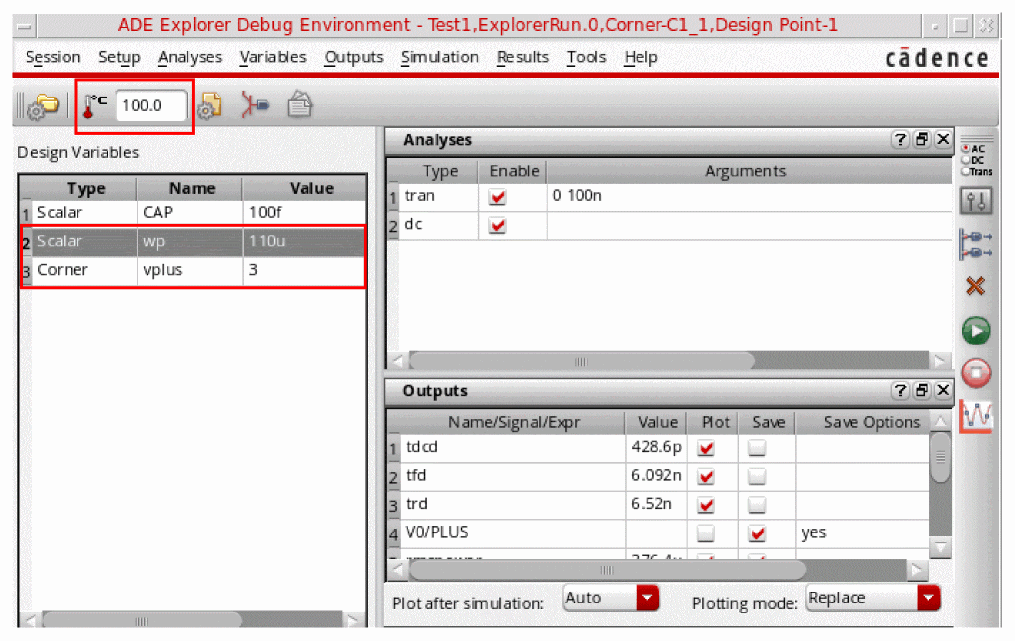 ADE Explorer Debug Environment - Test1,ExplorerRun.0,Corner-C1_1,Design Point-1
Session Setup Analyses Variables Outputs Simulation Results Tools Help cādence
°C 100.0
Design Variables
Type Name Value
1 Scalar CAP 100f
2 Scalar wp 110u
3 Corner vplus 3
Analyses
Type Enable Arguments
1 tran 0 100n
2 dc
AC
DC
Trans
Outputs
Name/Signal/Expr Value Plot Save Save Options
1 tdcd 428.6p
2 tfd 6.092n
3 trd 6.52n
4 V0/PLUS yes
Plot after simulation: Auto Plotting mode: Replace